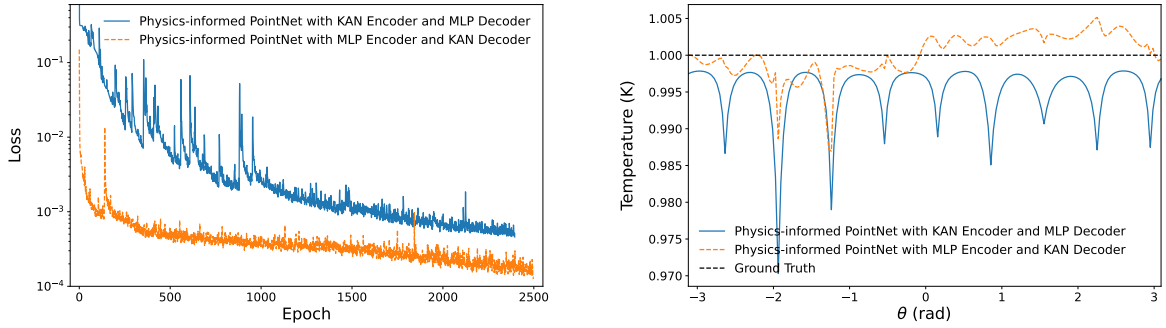 Physics-informed PointNet with KAN Encoder and MLP Decoder
Physics-informed PointNet with MLP Encoder and KAN Decoder
Loss
10⁻¹
10⁻²
10⁻³
10⁻⁴
0
500
1000
1500
2000
2500
Epoch
Temperature (K)
1.005
1.000
0.995
0.990
0.985
0.980
0.975
0.970
Physics-informed PointNet with KAN Encoder and MLP Decoder
Physics-informed PointNet with MLP Encoder and KAN Decoder
Ground Truth
−3
−2
−1
0
1
2
3
θ (rad)